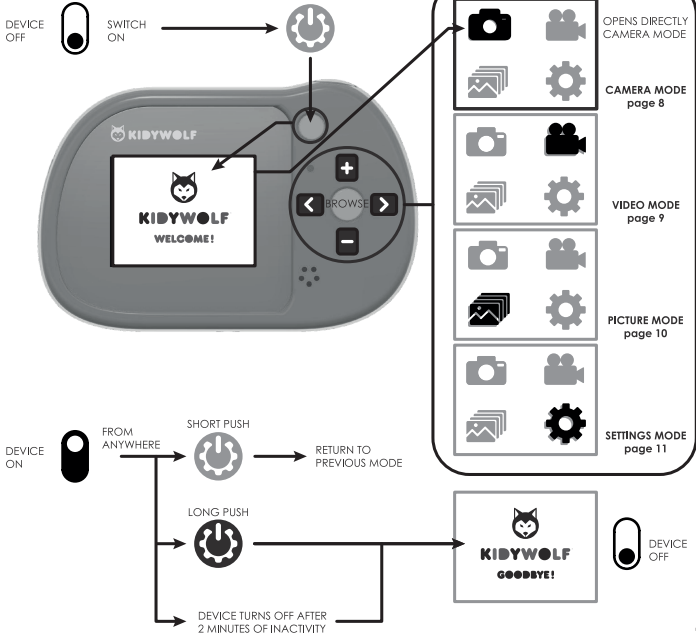 DEVICE
OFF
SWITCH
ON
OPENS DIRECTLY
CAMERA MODE
CAMERA MODE
page 8
KIDYWOLF
KIDYWOLF
WELCOME!
+
<
BROWSE
>
-
VIDEO MODE
page 9
PICTURE MODE
page 10
SETTINGS MODE
page 11
DEVICE
ON
FROM
ANYWHERE
SHORT PUSH
RETURN TO
PREVIOUS MODE
LONG PUSH
KIDYWOLF
GOODBYE!
DEVICE
OFF
DEVICE TURNS OFF AFTER
2 MINUTES OF INACTIVITY